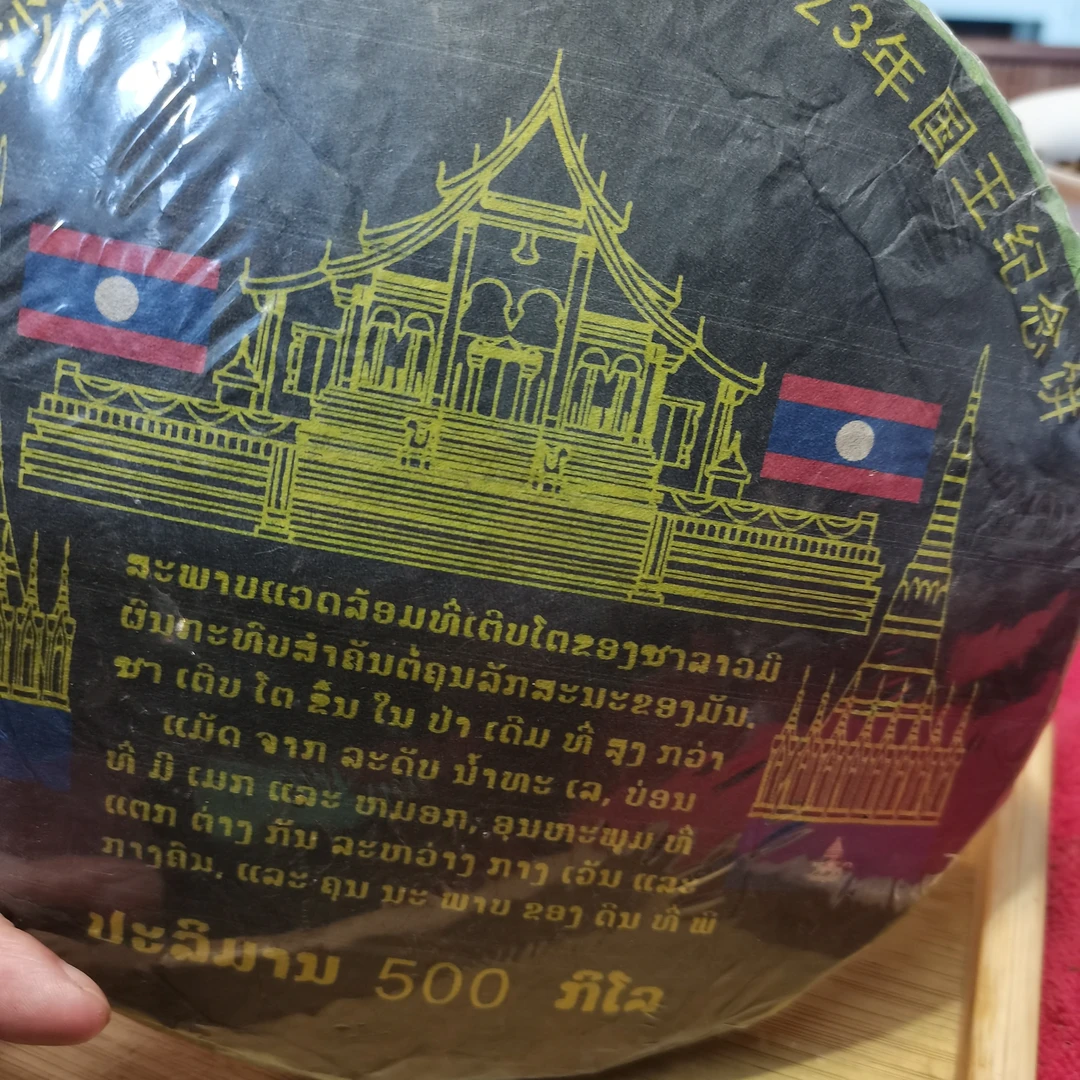 23年国王纪念饼
ສະພາບແວດລ້ອມທີ່ເຕີບໂຕຂອງຊາລາວມີ
ຜົນກະທົບສຳຄັນຕໍ່ຄຸນລັກສະນະຂອງມັນ.
ຊາ ເຕີບ ໂຕ ຂຶ້ນ ໃນ ປ່າ ເດີມ ທີ່ ສູງ ກວ່າ
ແມັດ ຈາກ ລະດັບ ນ້ຳທະ ເລ, ບ່ອນ
ທີ່ ມີ ເມກ ແລະ ຫມອກ, ອຸນຫະພູມ ທີ່
ແຕກ ຕ່າງ ກັນ ລະຫວ່າງ ກາງ ເວັນ ແລະ
ກາງຄືນ, ແລະ ຄຸນ ນະ ພາບ ຂອງ ດິນ ທີ່ ພິ
ປະລິມານ 500 ກິໂລ